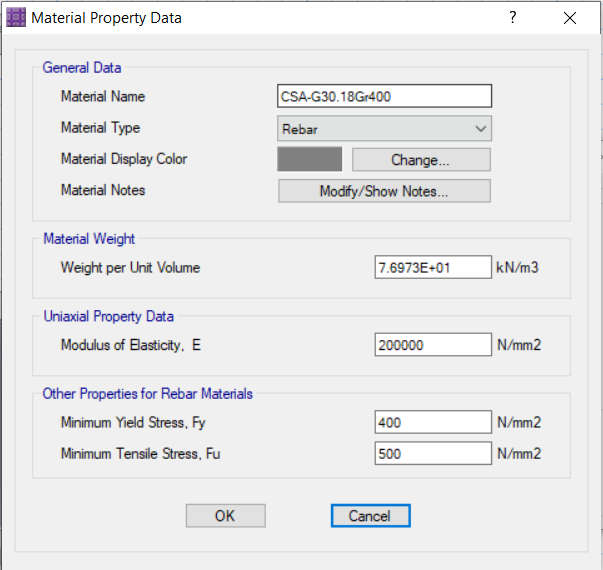 Material Property Data ?
General Data
Material Name CSA-G30.18Gr400
Material Type Rebar
Material Display Color Change...
Material Notes Modify/Show Notes...
Material Weight
Weight per Unit Volume 7.6973E+01 kN/m3
Uniaxial Property Data
Modulus of Elasticity, E 200000 N/mm2
Other Properties for Rebar Materials
Minimum Yield Stress, Fy 400 N/mm2
Minimum Tensile Stress, Fu 500 N/mm2
OK Cancel